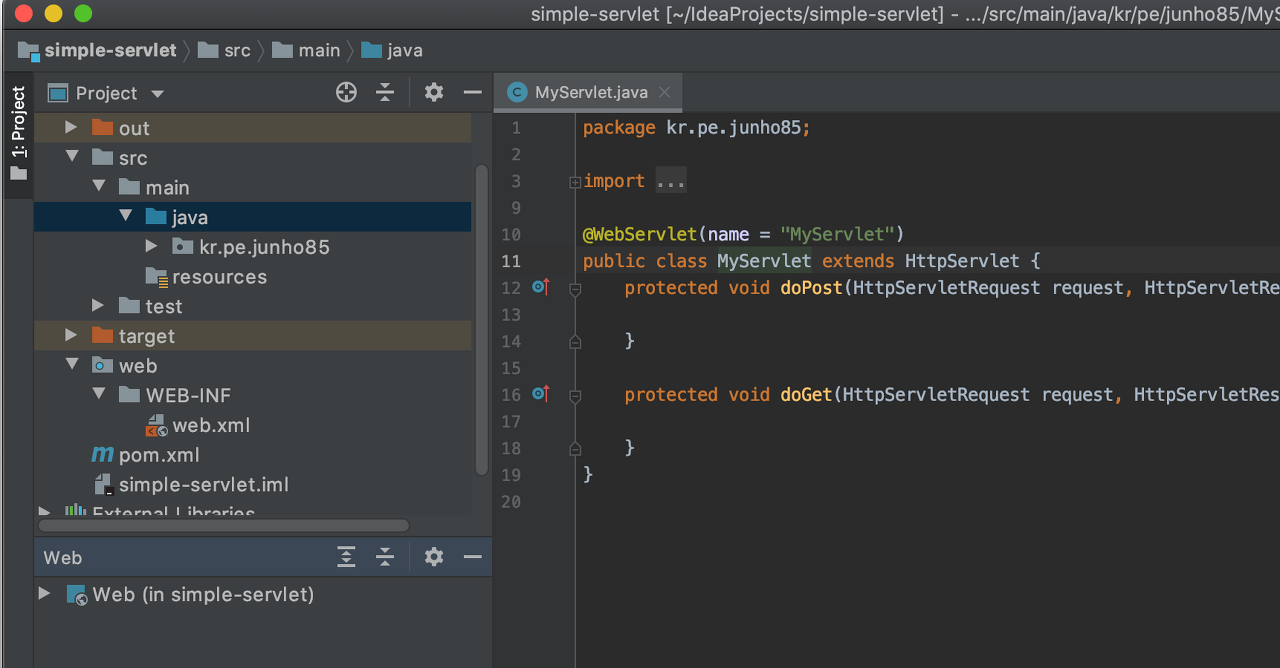 simple-servlet [~/IdeaProjects/simple-servlet] - .../src/main/java/kr/pe/junho85/MyS
simple-servlet src main java
1: Project
Project
out
src
main
java
kr.pe.junho85
resources
test
target
web
WEB-INF
web.xml
pom.xml
simple-servlet.iml
External Libraries
Web
Web (in simple-servlet)
MyServlet.java
1 package kr.pe.junho85;
2
3 import ...
9
10 @WebServlet(name = "MyServlet")
11 public class MyServlet extends HttpServlet {
12 protected void doPost(HttpServletRequest request, HttpServletRe
13
14 }
15
16 protected void doGet(HttpServletRequest request, HttpServletRes
17
18 }
19 }
20